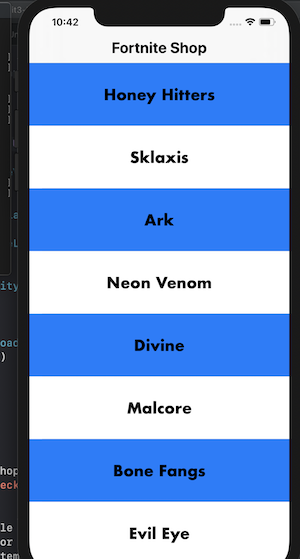 10:42
Fortnite Shop
Honey Hitters
Sklaxis
Ark
Neon Venom
Divine
Malcore
Bone Fangs
Evil Eye